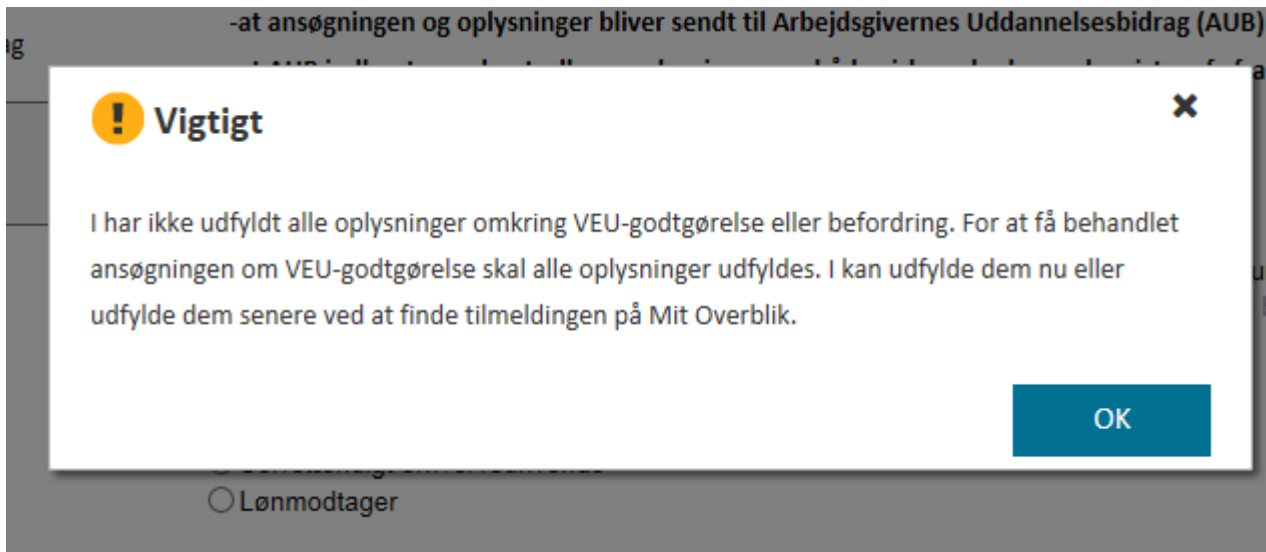 -at ansøgningen og oplysninger bliver sendt til Arbejdsgivernes Uddannelsesbidrag (AUB)
Vigtigt
I har ikke udfyldt alle oplysninger omkring VEU-godtgørelse eller befordring. For at få behandlet
ansøgningen om VEU-godtgørelse skal alle oplysninger udfyldes. I kan udfylde dem nu eller
udfylde dem senere ved at finde tilmeldingen på Mit Overblik.
OK
Lønmodtager